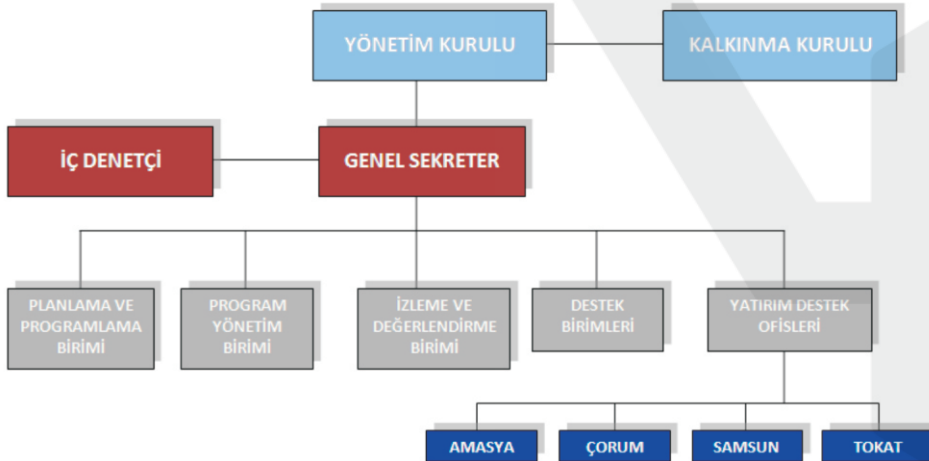 YÖNETİM KURULU
KALKINMA KURULU
İÇ DENETÇİ
GENEL SEKRETER
PLANLAMA VE
PROGRAMLAMA
BİRİMİ
PROGRAM
YÖNETİM
BİRİMİ
İZLEME VE
DEĞERLENDİRME
BİRİMİ
DESTEK
BİRİMLERİ
YATIRIM DESTEK
OFİSLERİ
AMASYA
ÇORUM
SAMSUN
TOKAT